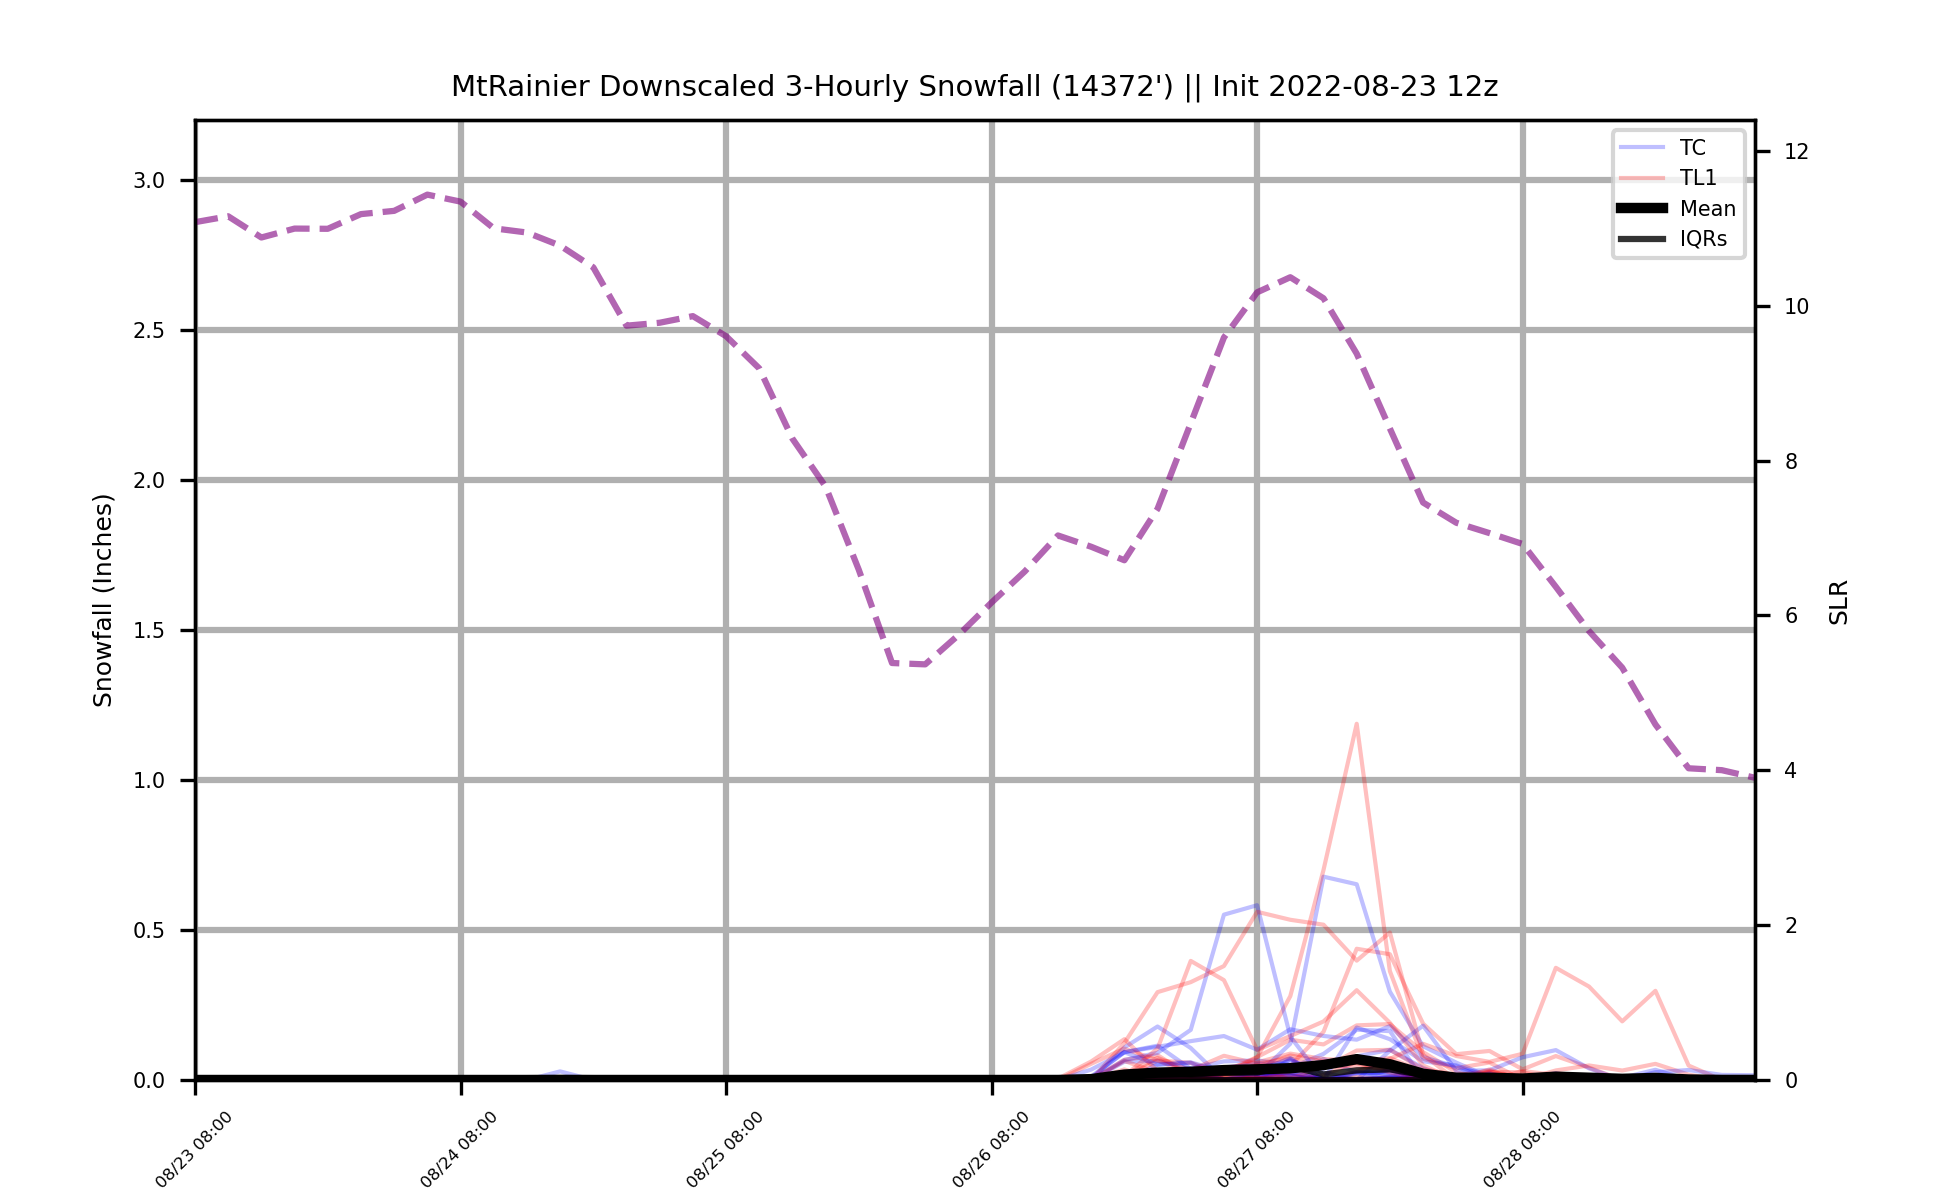 MtRainier Downscaled 3-Hourly Snowfall (14372') || Init 2022-08-23 12z
TC
TL1
Mean
IQRs
Snowfall (Inches)
3.0
2.5
2.0
1.5
1.0
0.5
0.0
12
10
8
6
4
2
0
SLR
08/23 08:00
08/24 08:00
08/25 08:00
08/26 08:00
08/27 08:00
08/28 08:00